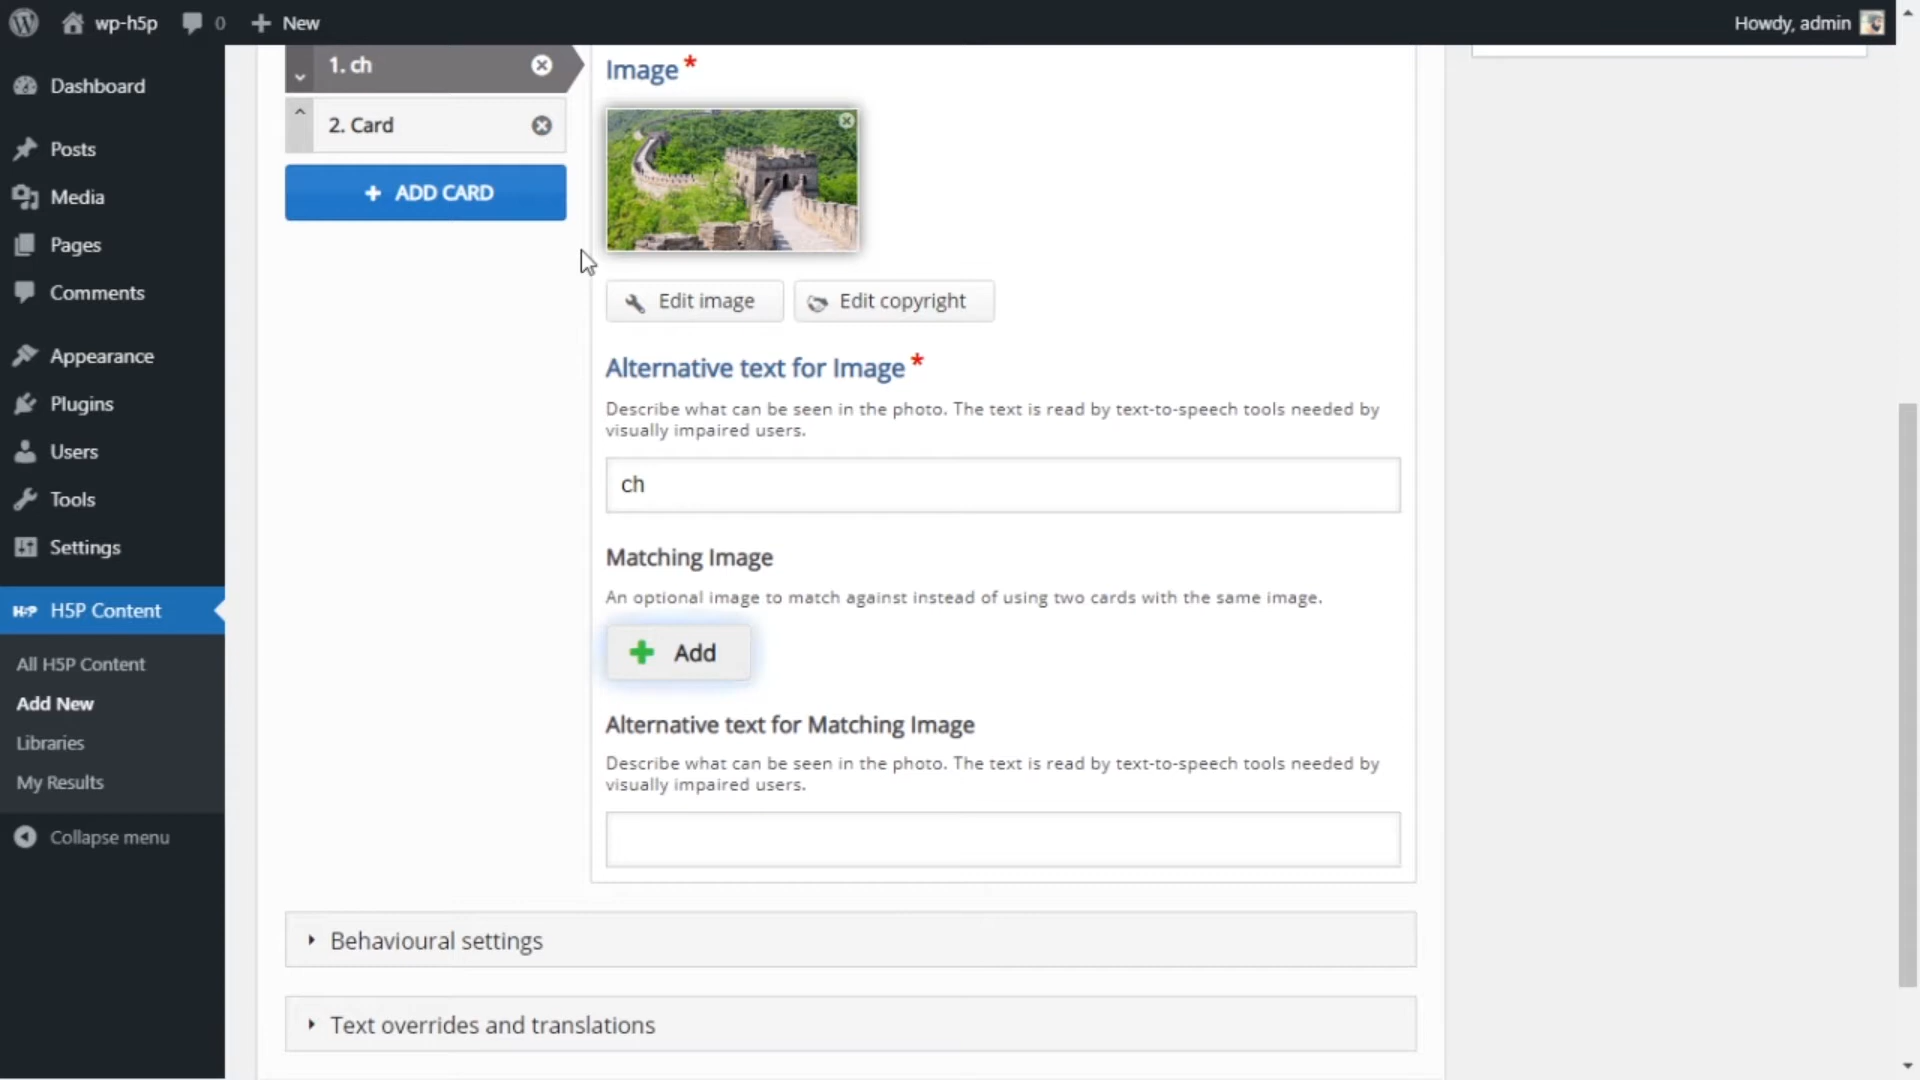 wp-h5p
0
New
Howdy, admin
Dashboard
Posts
Media
Pages
Comments
Appearance
Plugins
Users
Tools
Settings
H5P
H5P Content
All H5P Content
Add New
Libraries
My Results
Collapse menu
1. ch
2. Card
ADD CARD
Image *
Edit image
Edit copyright
Alternative text for Image *
Describe what can be seen in the photo. The text is read by text-to-speech tools needed by
visually impaired users.
ch
Matching Image
An optional image to match against instead of using two cards with the same image.
Add
Alternative text for Matching Image
Describe what can be seen in the photo. The text is read by text-to-speech tools needed by
visually impaired users.
Behavioural settings
Text overrides and translations